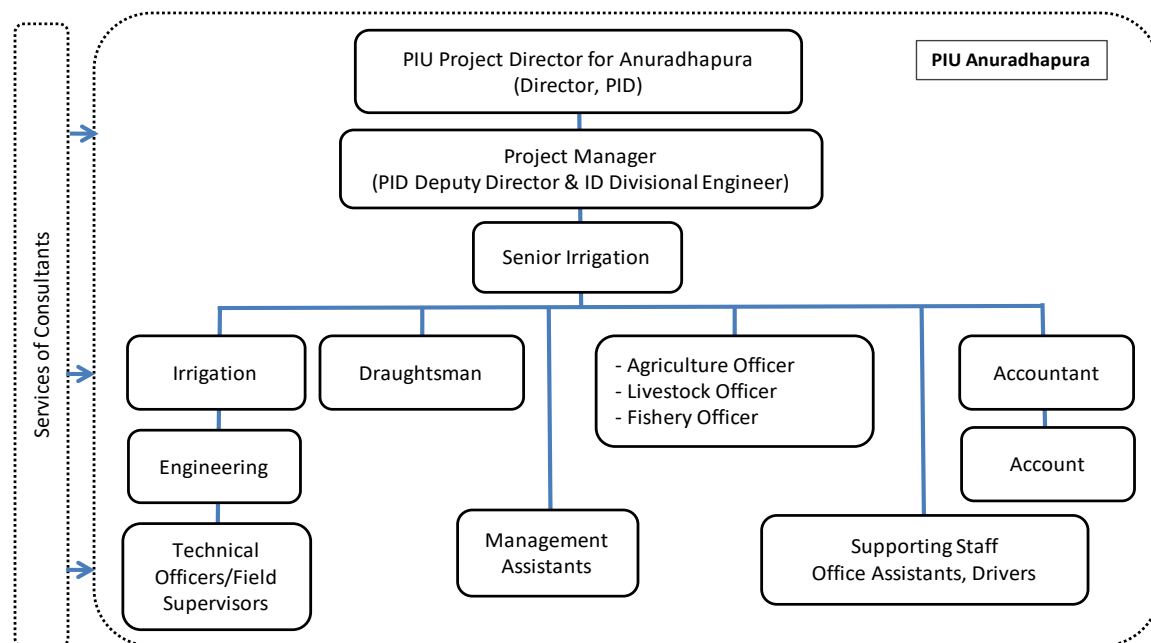 PIU Project Director for Anuradhapura
(Director, PID)
PIU Anuradhapura
Project Manager
(PID Deputy Director & ID Divisional Engineer)
Services of Consultants
Senior Irrigation
Irrigation
Draughtsman
- Agriculture Officer
- Livestock Officer
- Fishery Officer
Accountant
Engineering
Account
Technical
Officers/Field
Supervisors
Management
Assistants
Supporting Staff
Office Assistants, Drivers